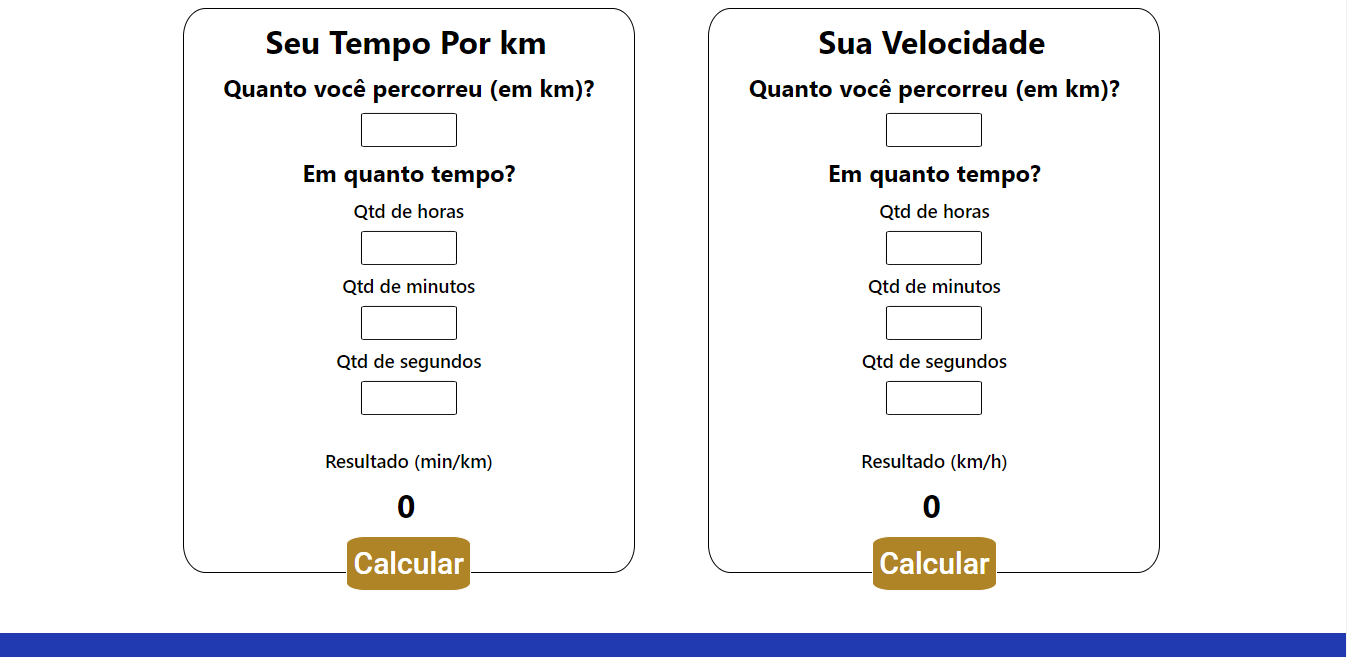 Seu Tempo Por km
Quanto você percorreu (em km)?
Em quanto tempo?
Qtd de horas
Qtd de minutos
Qtd de segundos
Resultado (min/km)
0
Calcular
Sua Velocidade
Quanto você percorreu (em km)?
Em quanto tempo?
Qtd de horas
Qtd de minutos
Qtd de segundos
Resultado (km/h)
0
Calcular